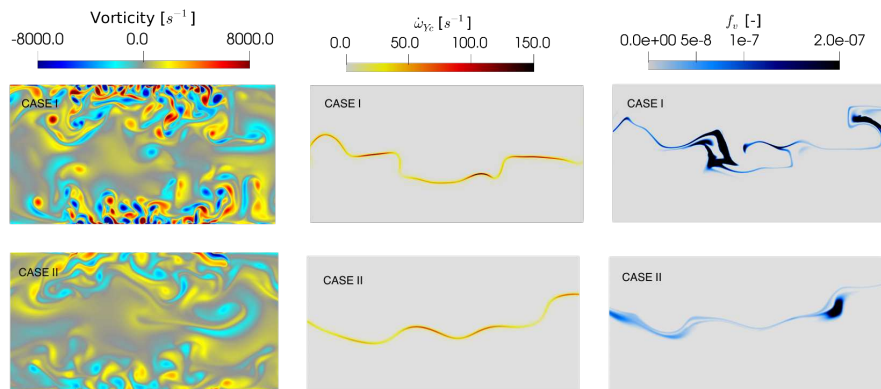 Vorticity [s⁻¹]
-80000.0 0.0 8000.0
ω̇_Yc [s⁻¹]
0.0 50.0 100.0 150.0
f_v [-]
0.0e+00 5e-8 1e-7 2.0e-07
CASE I
CASE I
CASE I
CASE II
CASE II
CASE II